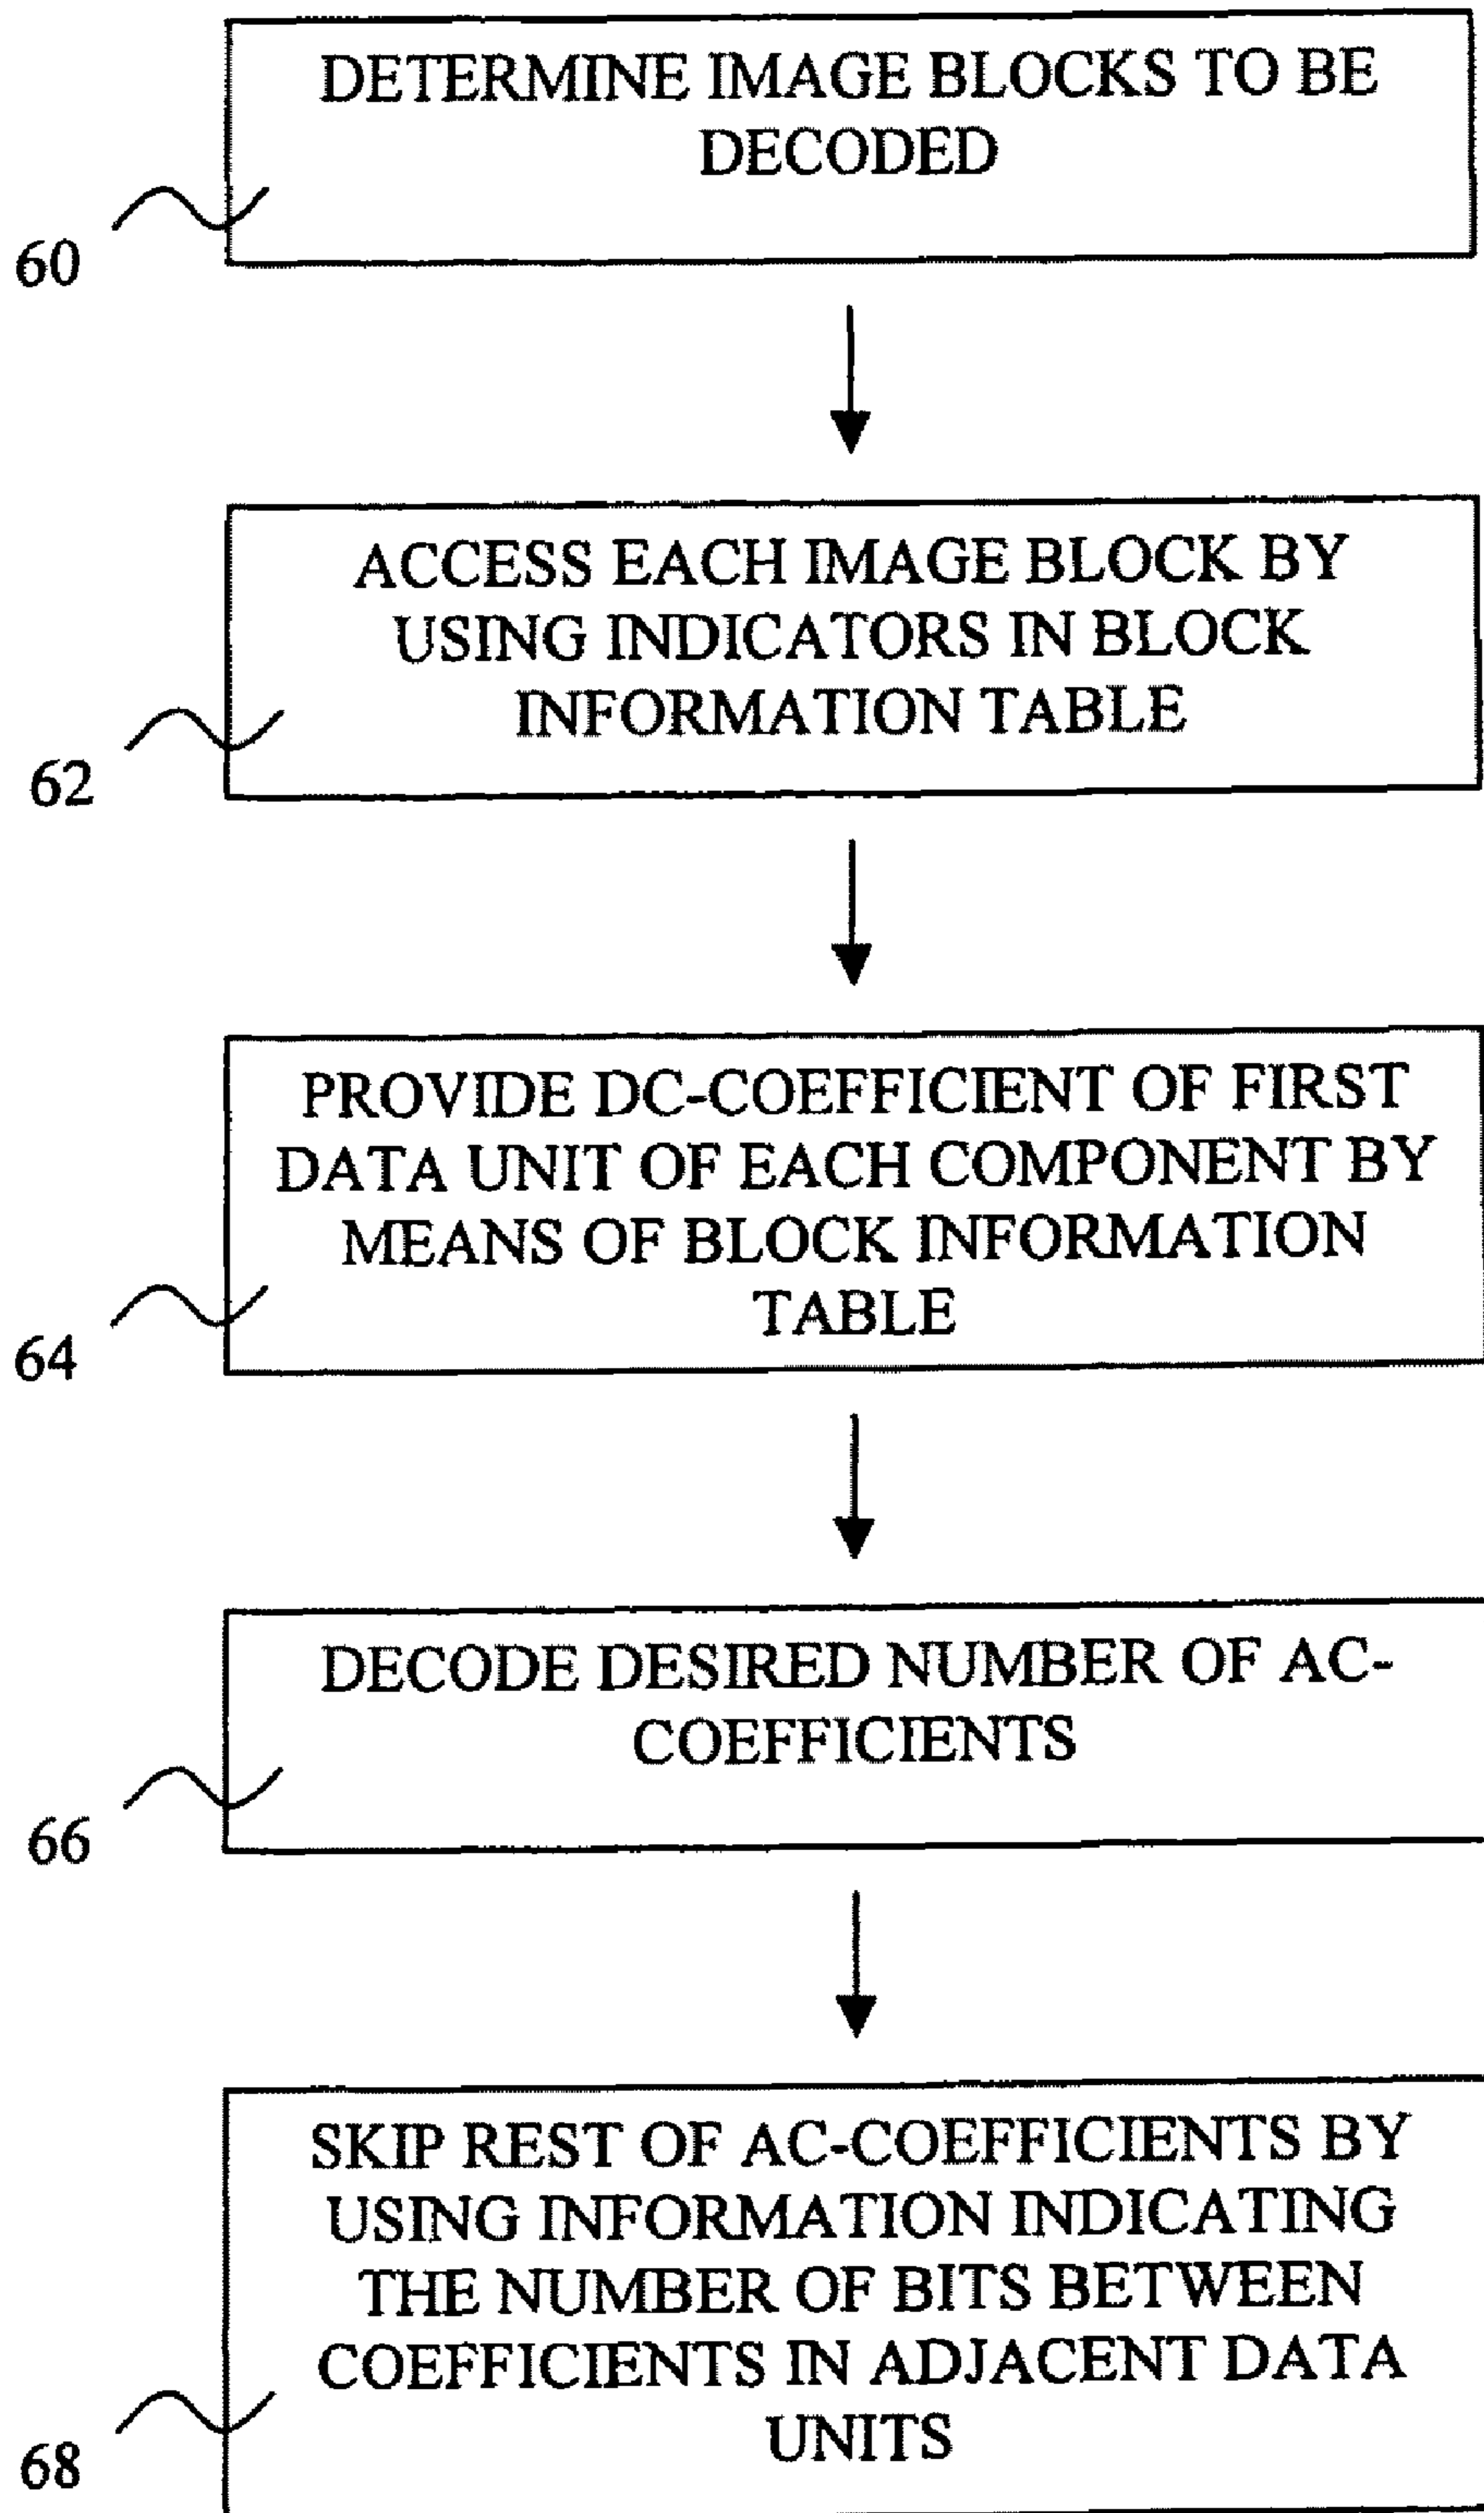 DETERMINE IMAGE BLOCKS TO BE
DECODED
60
ACCESS EACH IMAGE BLOCK BY
USING INDICATORS IN BLOCK
INFORMATION TABLE
62
PROVIDE DC-COEFFICIENT OF FIRST
DATA UNIT OF EACH COMPONENT BY
MEANS OF BLOCK INFORMATION
TABLE
64
DECODE DESIRED NUMBER OF AC-
COEFFICIENTS
66
SKIP REST OF AC-COEFFICIENTS BY
USING INFORMATION INDICATING
THE NUMBER OF BITS BETWEEN
COEFFICIENTS IN ADJACENT DATA
UNITS
68